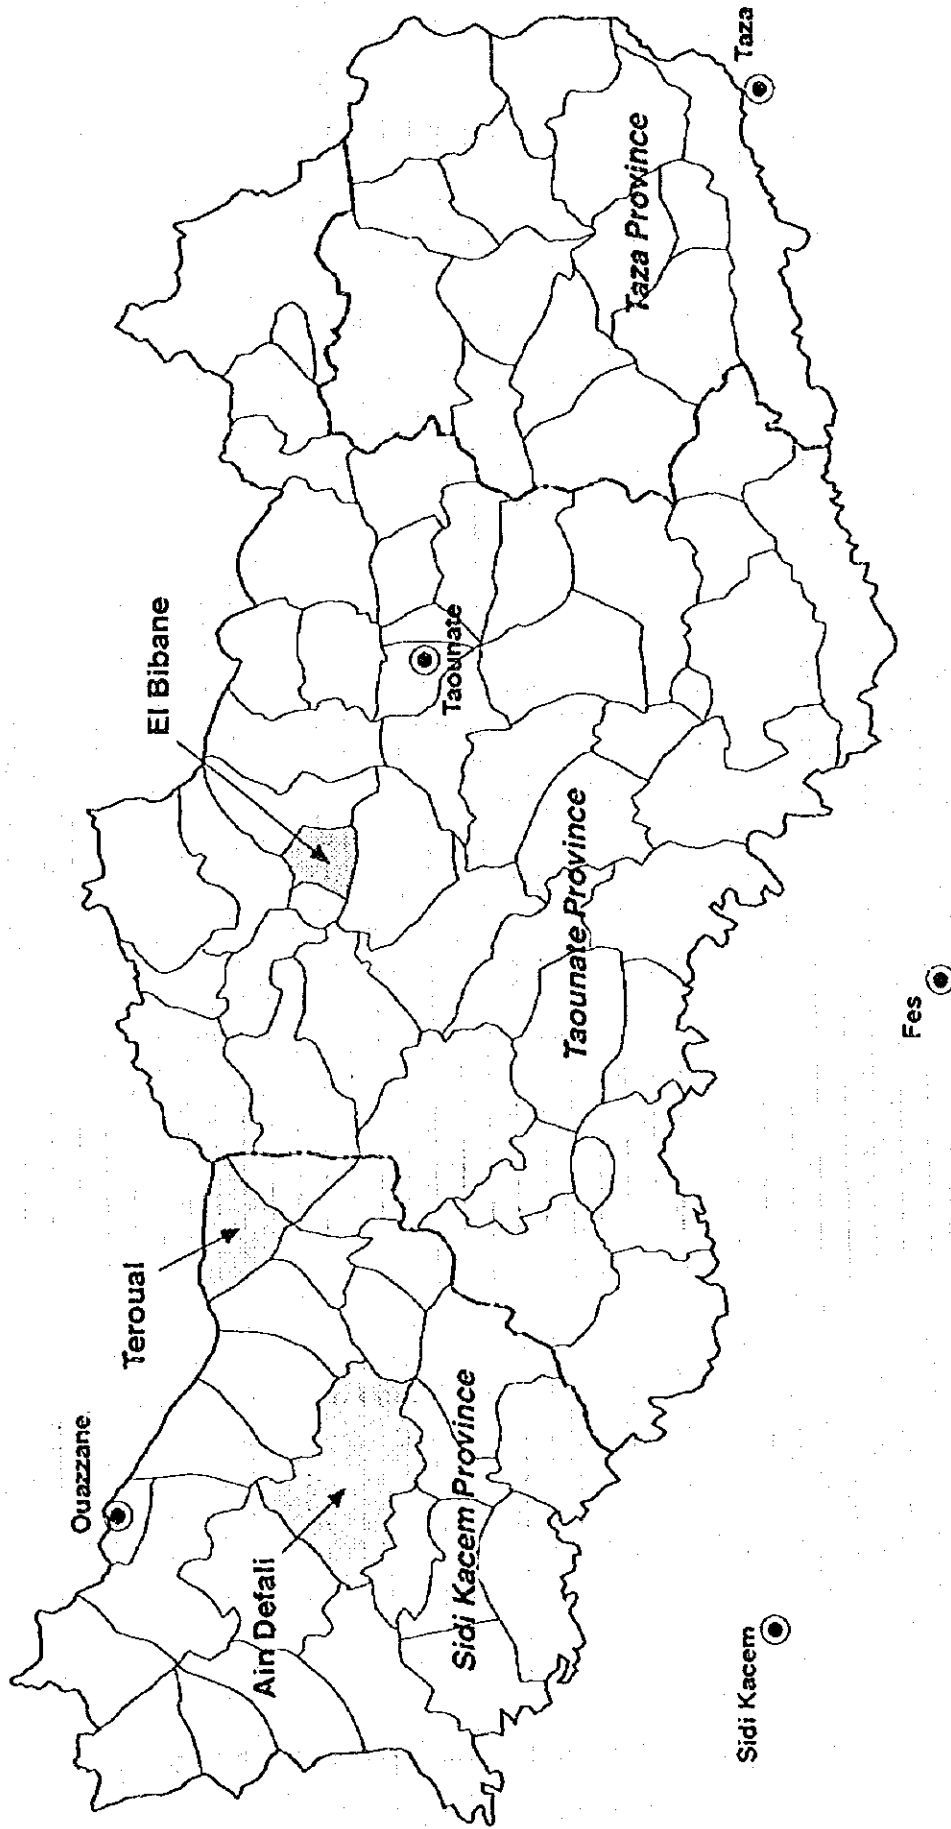 Ouazzane
Teroual
El Bibane
Ain Defali
Taounate
Taza
Sidi Kacem Province
Taounate Province
Taza Province
Sidi Kacem
Fes